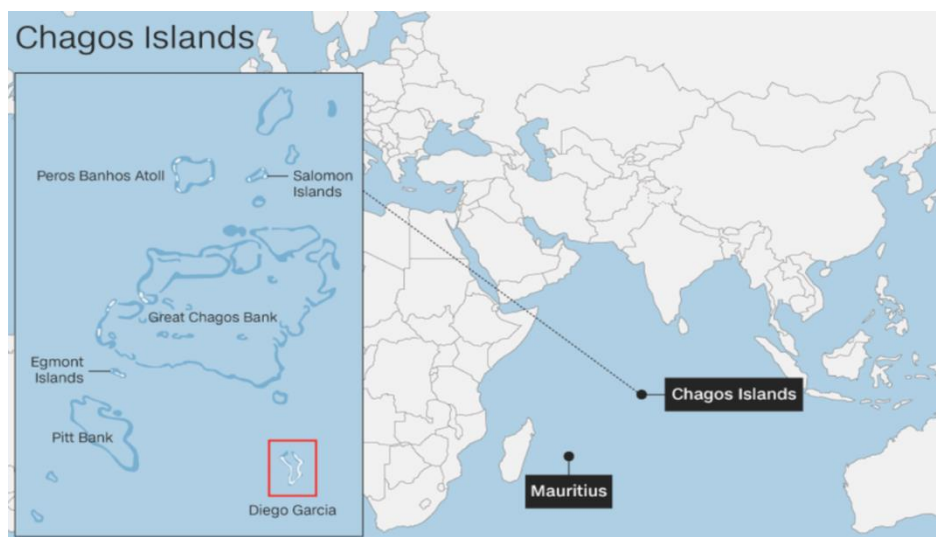 Chagos Islands
Peros Banhos Atoll
Salomon
Islands
Great Chagos Bank
Egmont
Islands
Pitt Bank
Diego Garcia
Chagos Islands
Mauritius